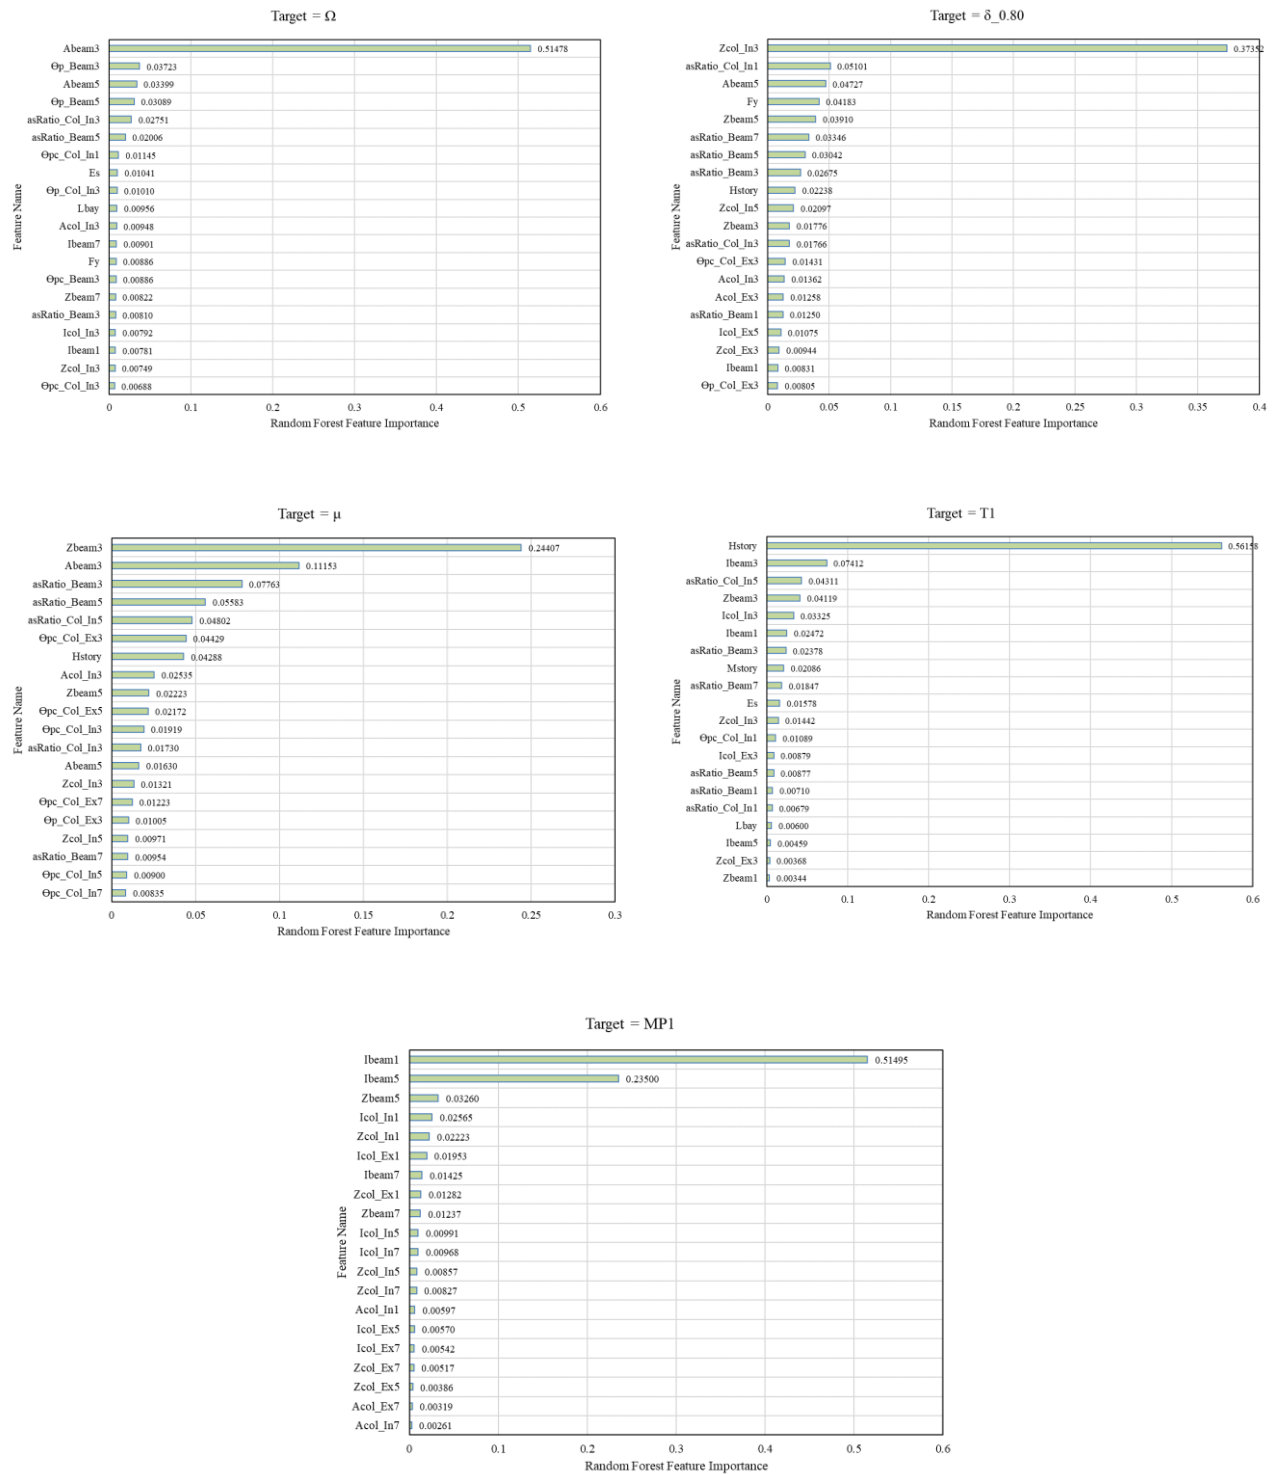 Target = Ω
Feature Name
Abeam3 0.51478
Өp_Beam3 0.03723
Abeam5 0.03399
Өp_Beam5 0.03089
asRatio_Col_In3 0.02751
asRatio_Beam5 0.02006
Өpc_Col_In1 0.01145
Es 0.01041
Өp_Col_In3 0.01010
Lbay 0.00956
Acol_In3 0.00948
Ibeam7 0.00901
Fy 0.00886
Өpc_Beam3 0.00886
Zbeam7 0.00822
asRatio_Beam3 0.00810
Icol_In3 0.00792
Ibeam1 0.00781
Zcol_In3 0.00749
Өpc_Col_In3 0.00688
0 0.1 0.2 0.3 0.4 0.5 0.6
Random Forest Feature Importance
Target = δ_0.80
Feature Name
Zcol_In3 0.37352
asRatio_Col_In1 0.05101
Abeam5 0.04727
Fy 0.04183
Zbeam5 0.03910
asRatio_Beam7 0.03346
asRatio_Beam5 0.03042
asRatio_Beam3 0.02675
Hstory 0.02238
Zcol_In5 0.02097
Zbeam3 0.01776
asRatio_Col_In3 0.01766
Өpc_Col_Ex3 0.01431
Acol_In3 0.01362
Acol_Ex3 0.01258
asRatio_Beam1 0.01250
Icol_Ex5 0.01075
Zcol_Ex3 0.00944
Ibeam1 0.00831
Өp_Col_Ex3 0.00805
0 0.05 0.1 0.15 0.2 0.25 0.3 0.35 0.4
Random Forest Feature Importance
Target = μ
Feature Name
Zbeam3 0.24407
Abeam3 0.11153
asRatio_Beam3 0.07763
asRatio_Beam5 0.05583
asRatio_Col_In5 0.04802
Өpc_Col_Ex3 0.04429
Hstory 0.04288
Acol_In3 0.02535
Zbeam5 0.02223
Өpc_Col_Ex5 0.02172
Өpc_Col_In3 0.01919
asRatio_Col_In3 0.01730
Abeam5 0.01630
Zcol_In3 0.01321
Өpc_Col_Ex7 0.01223
Өp_Col_Ex3 0.01005
Zcol_In5 0.00971
asRatio_Beam7 0.00954
Өpc_Col_In5 0.00900
Өpc_Col_In7 0.00835
0 0.05 0.1 0.15 0.2 0.25 0.3
Random Forest Feature Importance
Target = T1
Feature Name
Hstory 0.56158
Ibeam3 0.07412
asRatio_Col_In5 0.04311
Zbeam3 0.04119
Icol_In3 0.03325
Ibeam1 0.02472
asRatio_Beam3 0.02378
Mstory 0.02086
asRatio_Beam7 0.01847
Es 0.01578
Zcol_In3 0.01442
Өpc_Col_In1 0.01089
Icol_Ex3 0.00879
asRatio_Beam5 0.00877
asRatio_Beam1 0.00710
asRatio_Col_In1 0.00679
Lbay 0.00600
Ibeam5 0.00459
Zcol_Ex3 0.00368
Zbeam1 0.00344
0 0.1 0.2 0.3 0.4 0.5 0.6
Random Forest Feature Importance
Target = MP1
Feature Name
Ibeam1 0.51495
Ibeam5 0.23500
Zbeam5 0.03260
Icol_In1 0.02565
Zcol_In1 0.02223
Icol_Ex1 0.01953
Ibeam7 0.01425
Zcol_Ex1 0.01282
Zbeam7 0.01237
Icol_In5 0.00991
Icol_In7 0.00968
Zcol_In5 0.00857
Zcol_In7 0.00827
Acol_In1 0.00597
Icol_Ex5 0.00570
Icol_Ex7 0.00542
Zcol_Ex7 0.00517
Zcol_Ex5 0.00386
Acol_Ex7 0.00319
Acol_In7 0.00261
0 0.1 0.2 0.3 0.4 0.5 0.6
Random Forest Feature Importance